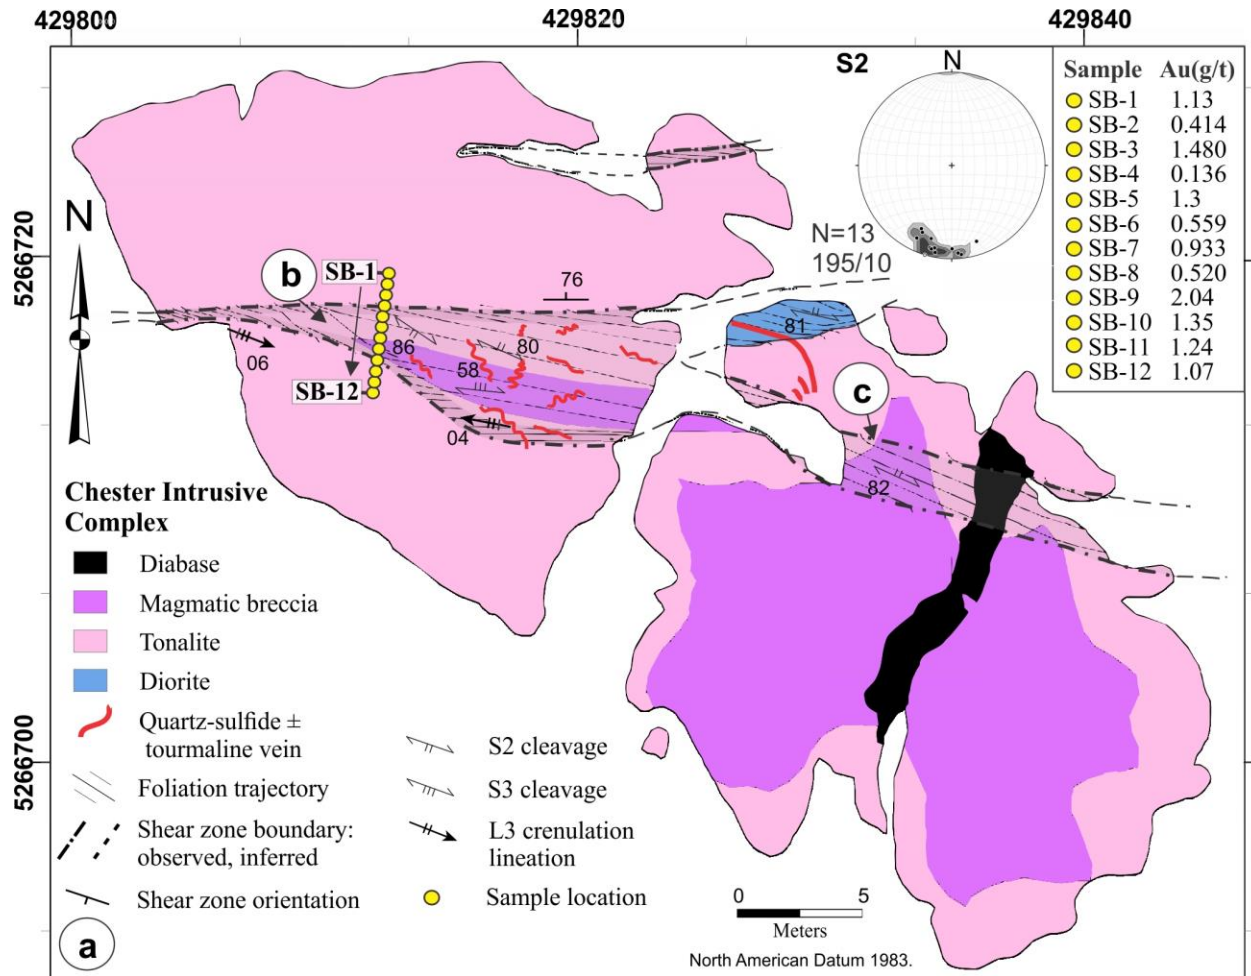 429800
429820
429840
5266720
5266700
N
S2
N
N=13
195/10
Sample Au(g/t)
SB-1 1.13
SB-2 0.414
SB-3 1.480
SB-4 0.136
SB-5 1.3
SB-6 0.559
SB-7 0.933
SB-8 0.520
SB-9 2.04
SB-10 1.35
SB-11 1.24
SB-12 1.07
b
SB-1
76
81
06
86
80
58
SB-12
c
04
82
Chester Intrusive
Complex
Diabase
Magmatic breccia
Tonalite
Diorite
Quartz-sulfide ±
tourmaline vein
Foliation trajectory
Shear zone boundary:
observed, inferred
Shear zone orientation
S2 cleavage
S3 cleavage
L3 crenulation
lineation
Sample location
0 5
Meters
North American Datum 1983.
a